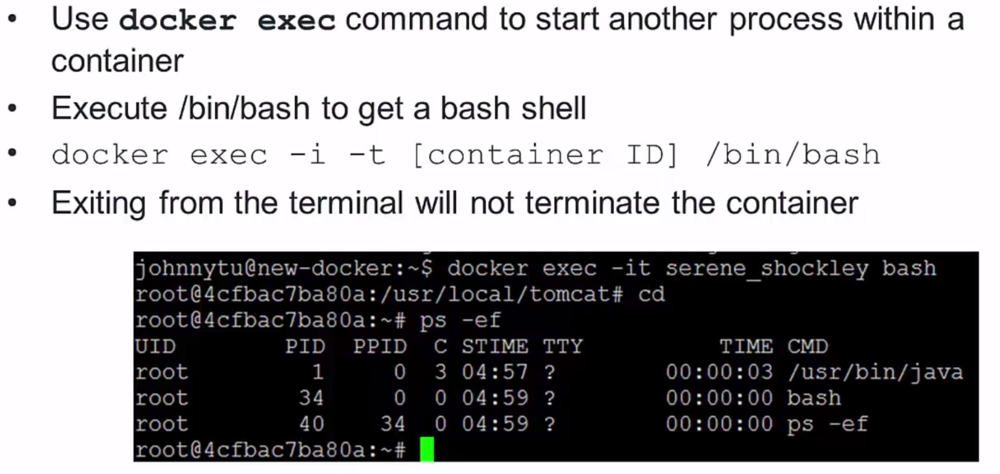 • Use docker exec command to start another process within a
container
• Execute /bin/bash to get a bash shell
• docker exec -i -t [container ID] /bin/bash
• Exiting from the terminal will not terminate the container
johnnytu@new-docker:~$ docker exec -it serene_shockley bash
root@4cfbac7ba80a:/usr/local/tomcat# cd
root@4cfbac7ba80a:~# ps -ef
UID PID PPID C STIME TTY TIME CMD
root 1 0 3 04:57 ? 00:00:03 /usr/bin/java
root 34 0 0 04:59 ? 00:00:00 bash
root 40 34 0 04:59 ? 00:00:00 ps -ef
root@4cfbac7ba80a:~#